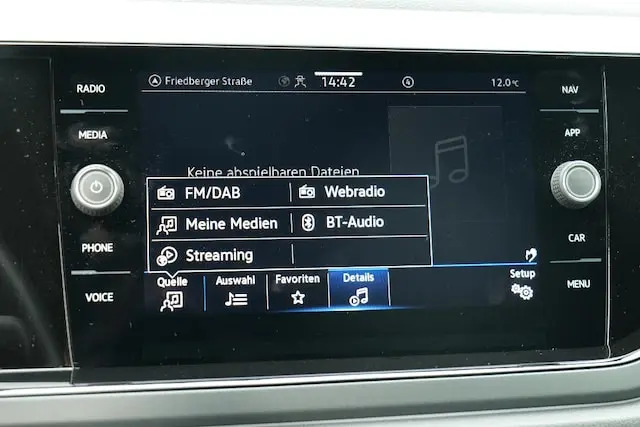 RADIO
MEDIA
PHONE
VOICE
Friedberger Straße 14:42 4 12.0°C
Keine abspielbaren Dateien
FM/DAB Webradio
Meine Medien BT-Audio
Streaming
Quelle Auswahl Favoriten Details Setup
NAV
APP
CAR
MENU